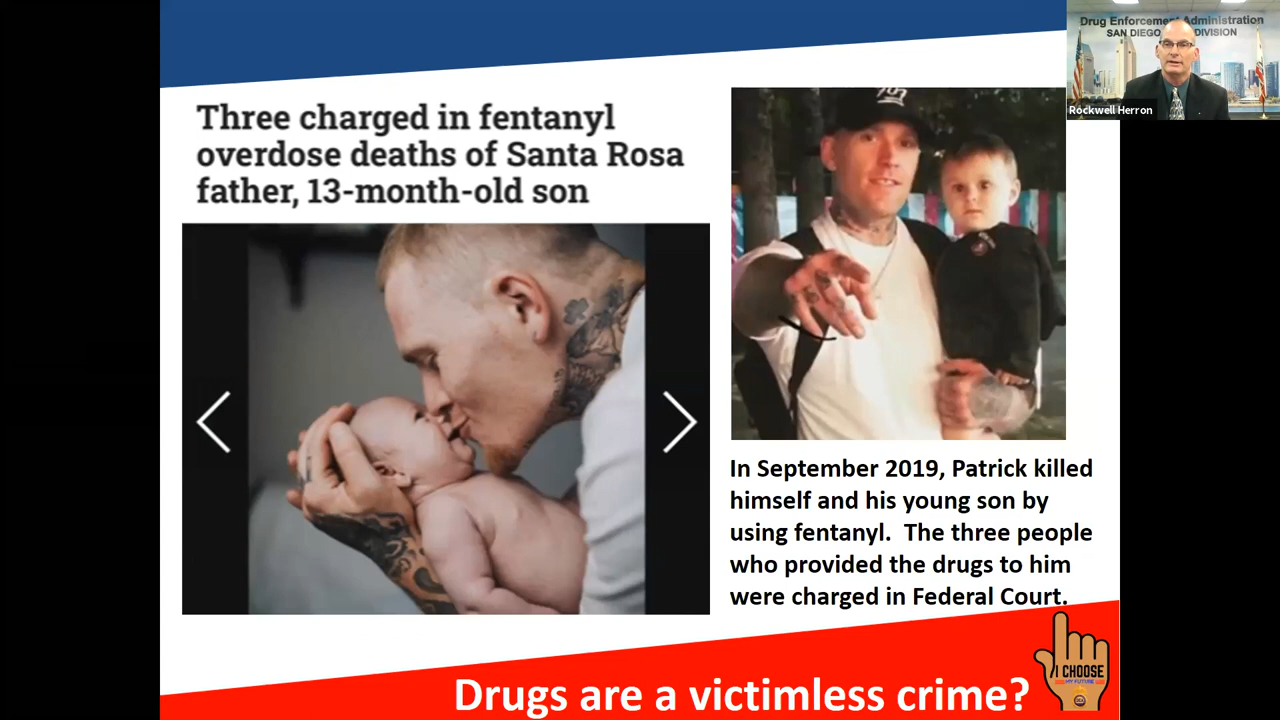 Three charged in fentanyl
overdose deaths of Santa Rosa
father, 13-month-old son
In September 2019, Patrick killed
himself and his young son by
using fentanyl.  The three people
who provided the drugs to him
were charged in Federal Court.
Drugs are a victimless crime?
I CHOOSE
MY FUTURE
Drug Enforcement Administration
SAN DIEGO DIVISION
Rockwell Herron